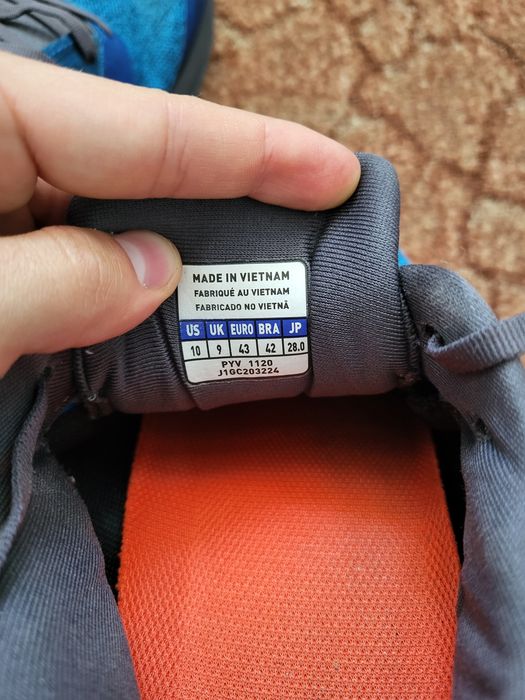 MADE IN VIETNAM
FABRIQUÉ AU VIETNAM
FABRICADO NO VIETNÃ
US UK EURO BRA JP
10 9 43 42 28.0
PYV 1120
J1GC203224